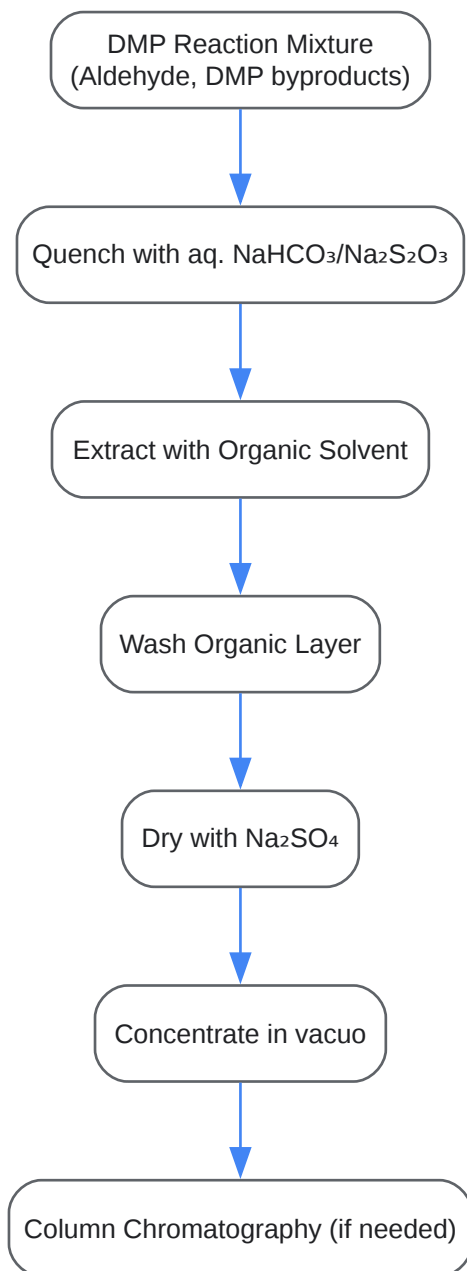 DMP Reaction Mixture
(Aldehyde, DMP byproducts)
Quench with aq. NaHCO₃/Na₂S₂O₃
Extract with Organic Solvent
Wash Organic Layer
Dry with Na₂SO₄
Concentrate in vacuo
Column Chromatography (if needed)